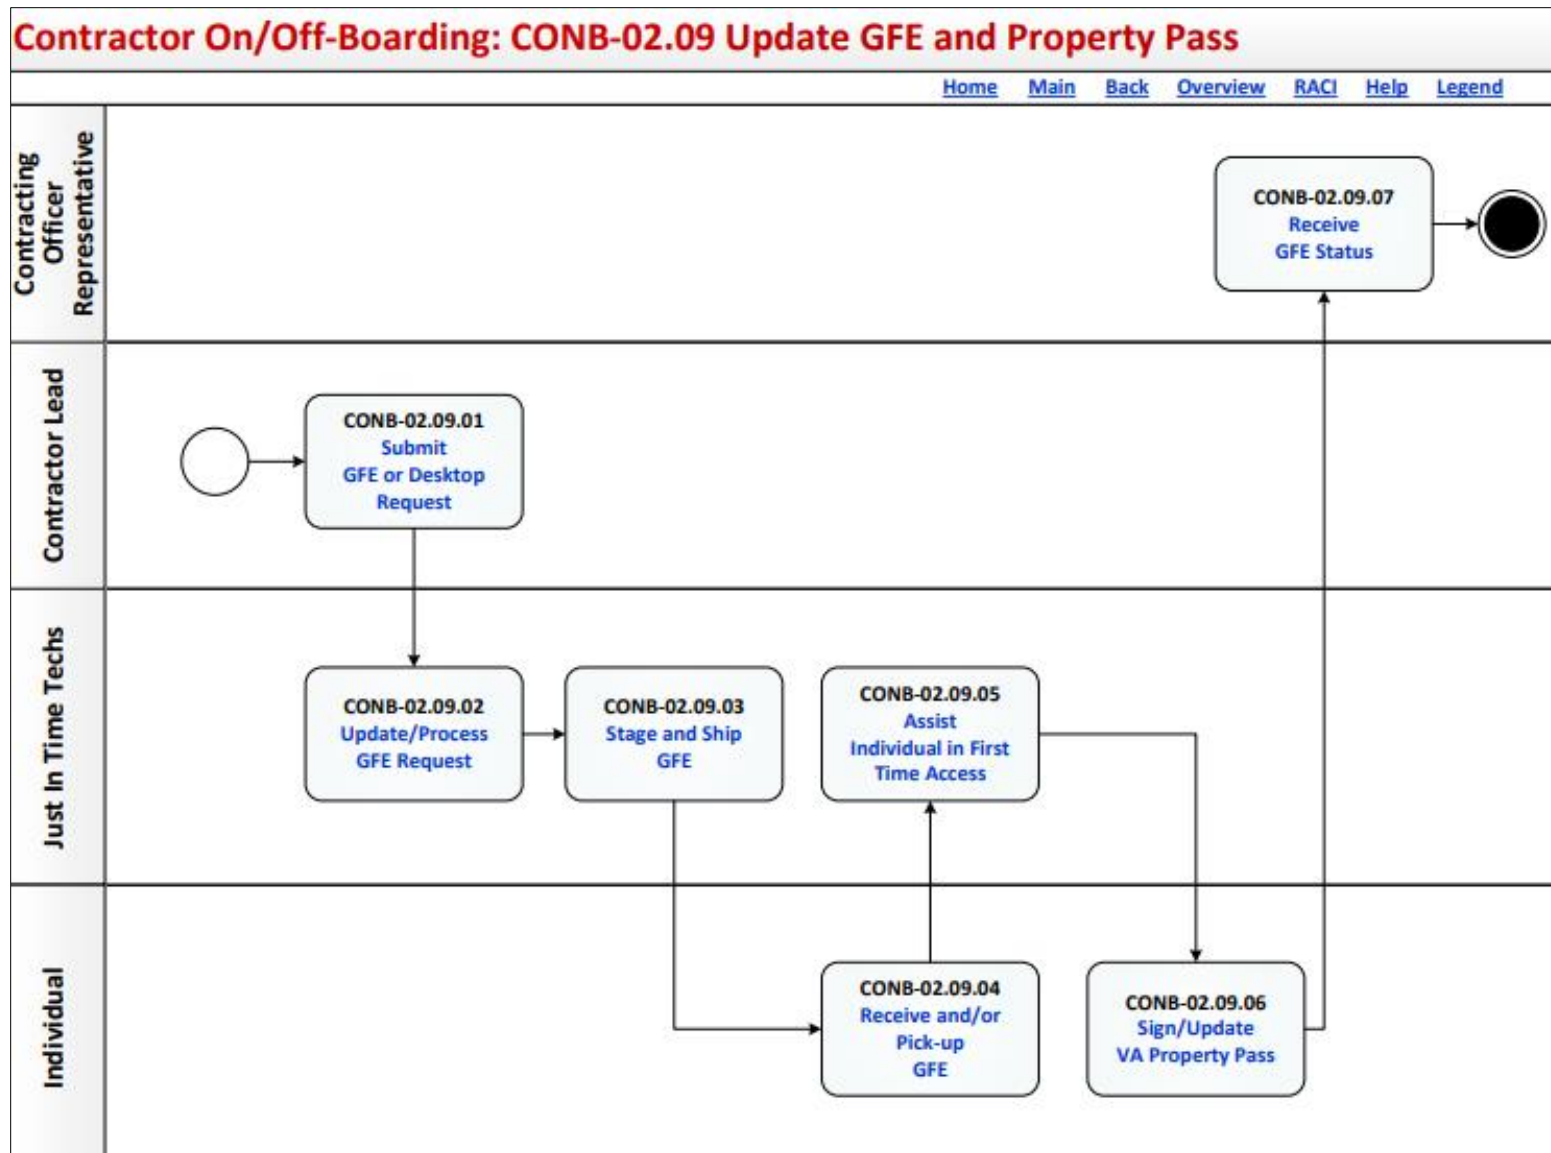 Contractor On/Off-Boarding: CONB-02.09 Update GFE and Property Pass
Home Main Back Overview RACI Help Legend
Contracting
Officer
Representative
CONB-02.09.07
Receive
GFE Status
Contractor Lead
CONB-02.09.01
Submit
GFE or Desktop
Request
Just In Time Techs
CONB-02.09.02
Update/Process
GFE Request
CONB-02.09.03
Stage and Ship
GFE
CONB-02.09.05
Assist
Individual in First
Time Access
Individual
CONB-02.09.04
Receive and/or
Pick-up
GFE
CONB-02.09.06
Sign/Update
VA Property Pass